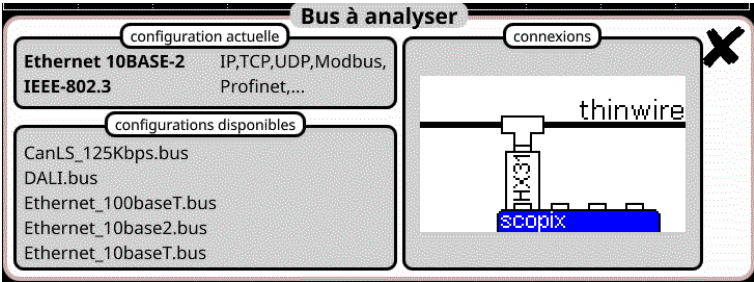 Bus à analyser
configuration actuelle
Ethernet 10BASE-2 IP,TCP,UDP,Modbus,
IEEE-802.3 Profinet,...
configurations disponibles
CanLS_125Kbps.bus
DALI.bus
Ethernet_100baseT.bus
Ethernet_10base2.bus
Ethernet_10baseT.bus
connexions
thinwire
HX31
scopix